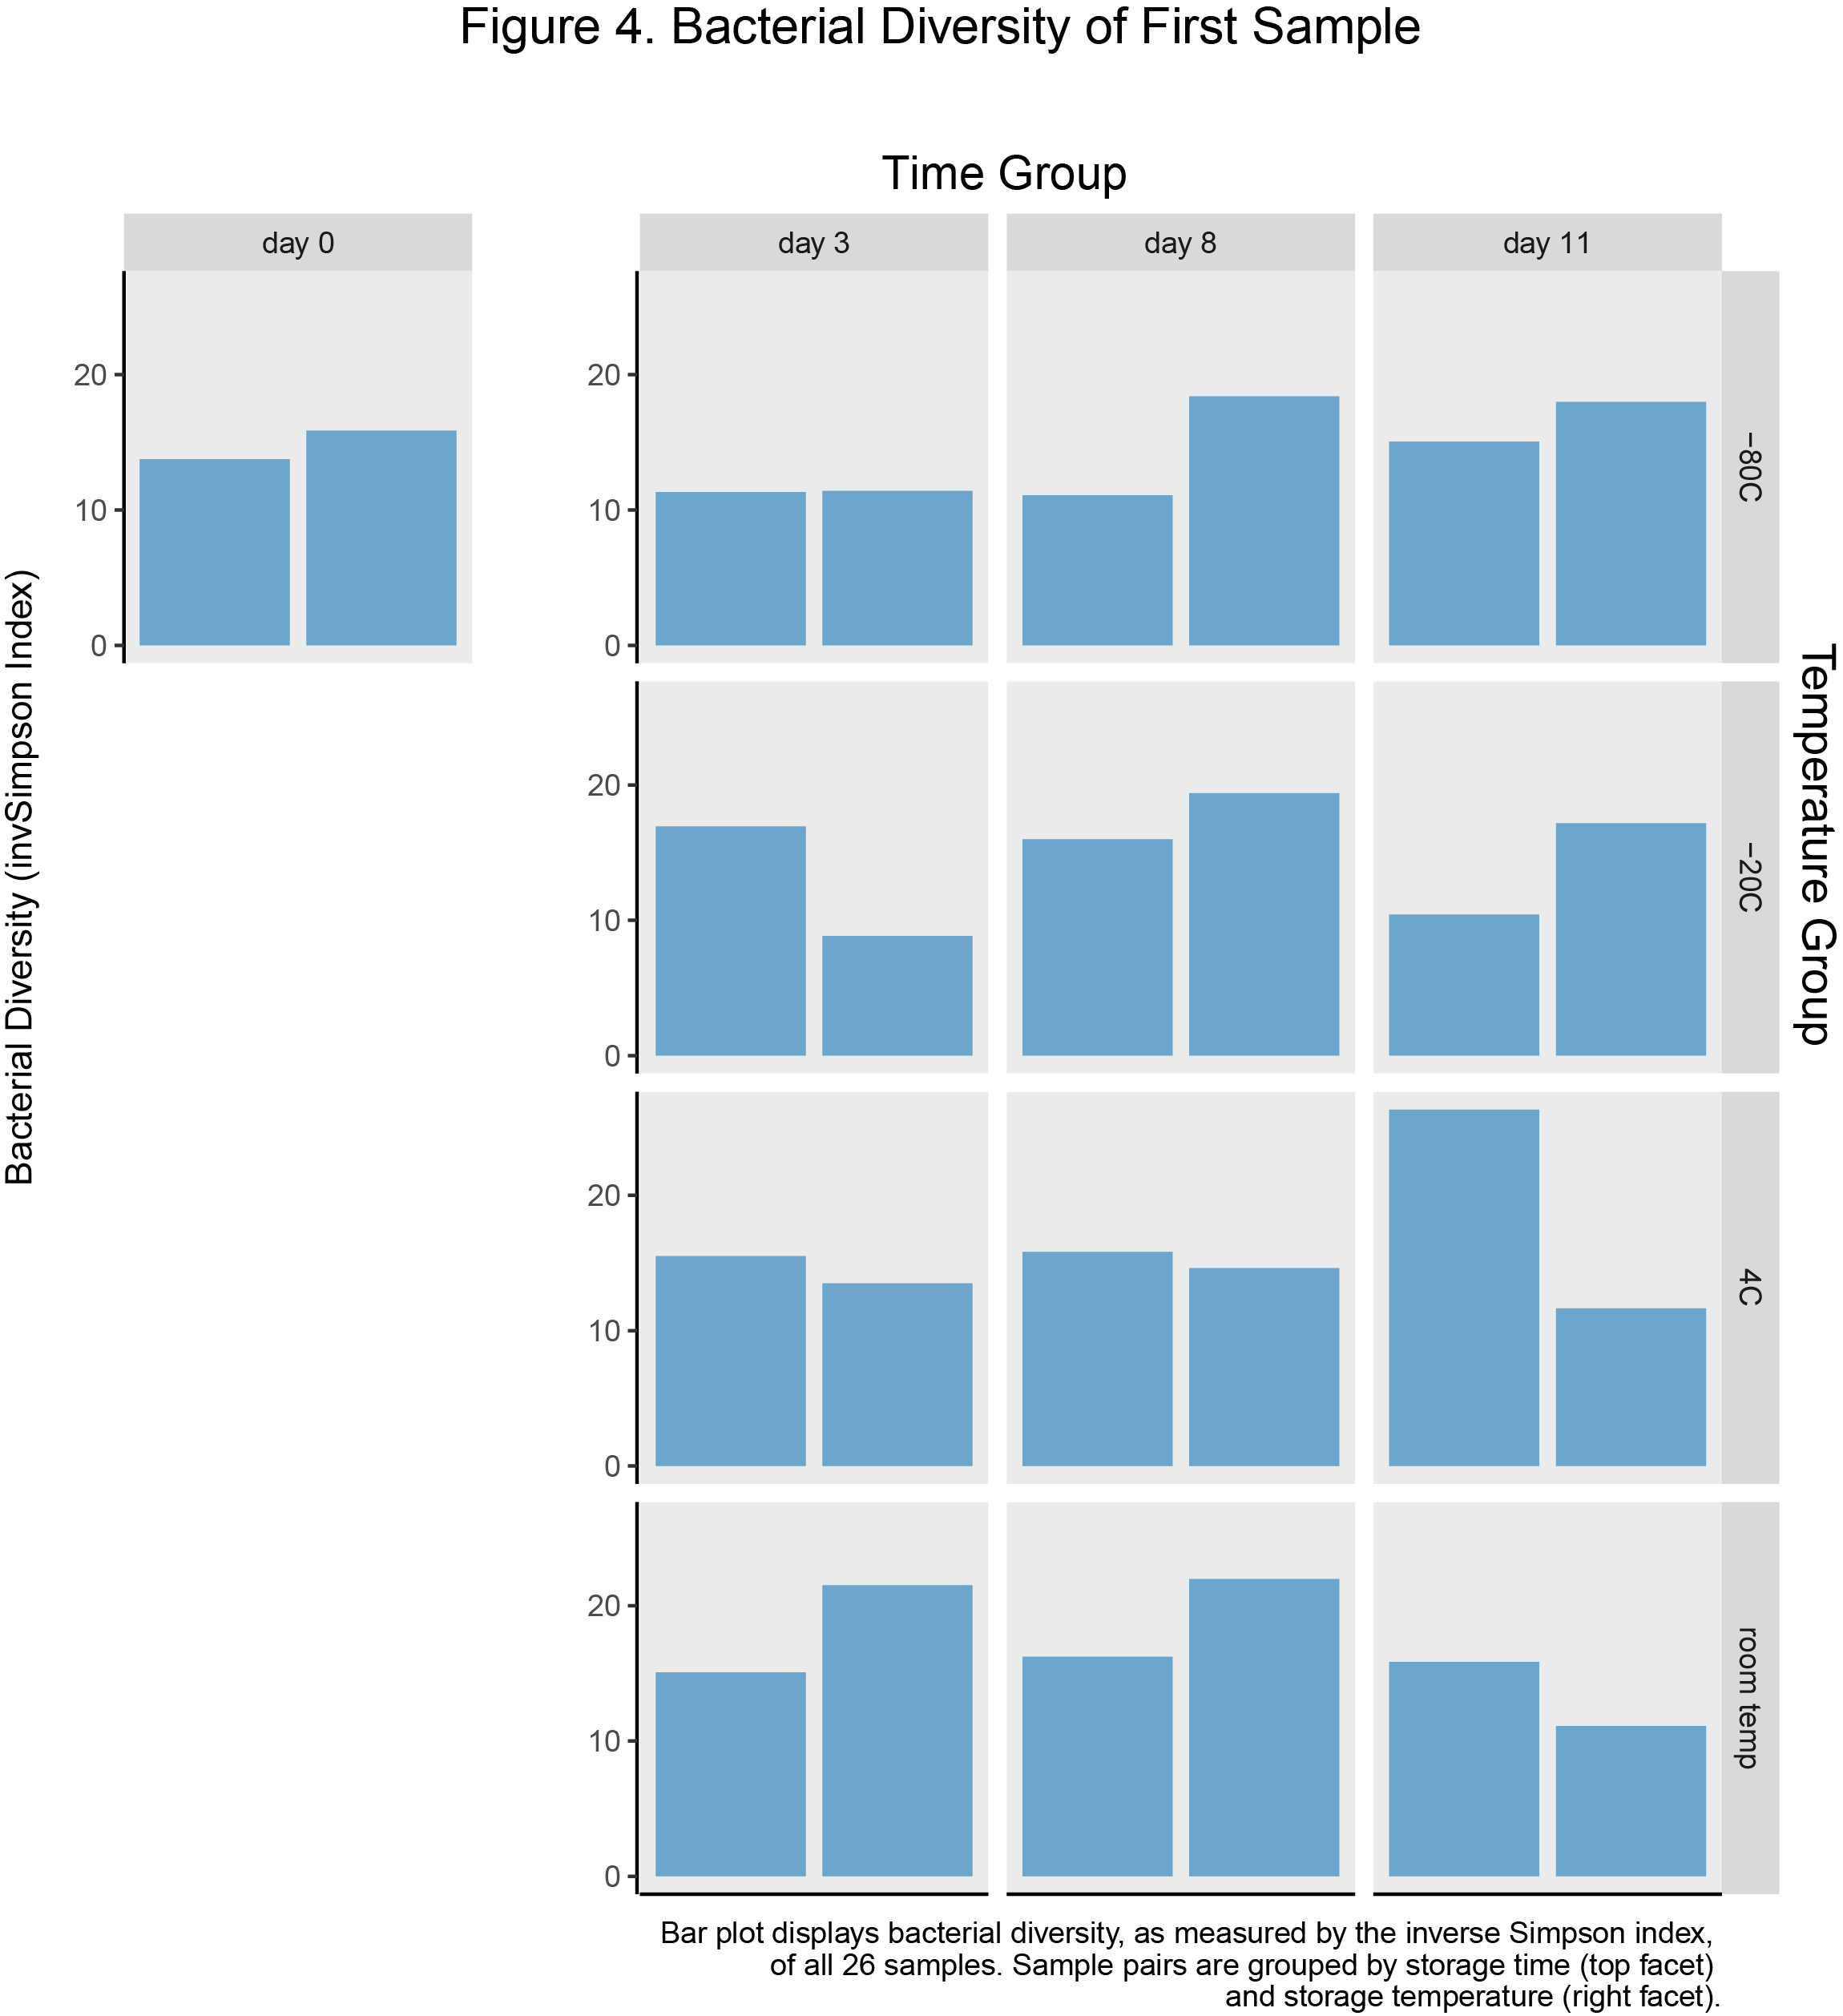 Figure 4. Bacterial Diversity of First Sample
Time Group
day 0
day 3
day 8
day 11
Bacterial Diversity (invSimpson Index)
20
10
0
20
10
0
−80C
20
10
0
−20C
20
10
0
4C
20
10
0
room temp
Temperature Group
Bar plot displays bacterial diversity, as measured by the inverse Simpson index,
of all 26 samples. Sample pairs are grouped by storage time (top facet)
and storage temperature (right facet).